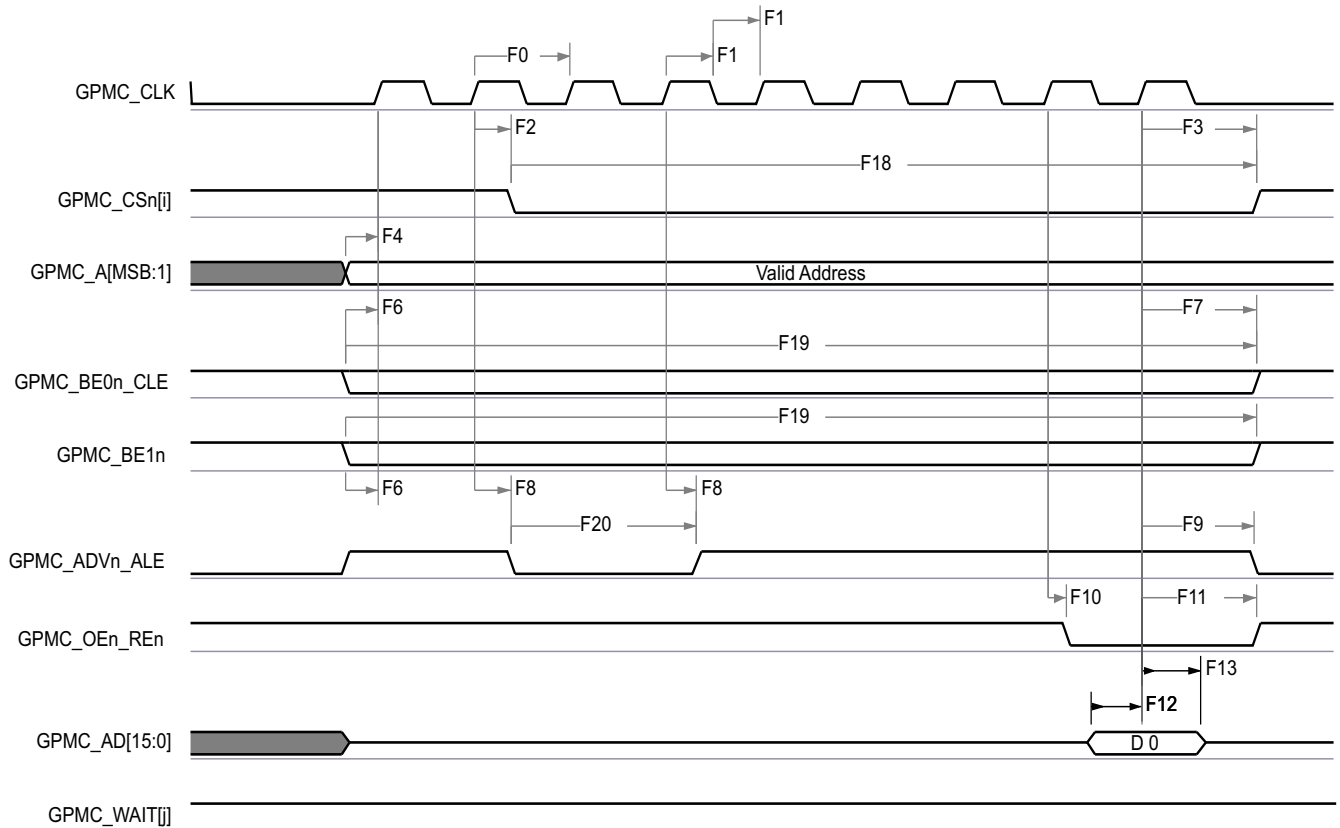 F1
F0
F1
GPMC_CLK
F2
F3
F18
GPMC_CSn[i]
F4
GPMC_A[MSB:1]
Valid Address
F6
F7
F19
GPMC_BE0n_CLE
F19
GPMC_BE1n
F6
F8
F8
F20
F9
GPMC_ADVn_ALE
F10
F11
GPMC_OEn_REn
F13
F12
GPMC_AD[15:0]
D 0
GPMC_WAIT[j]